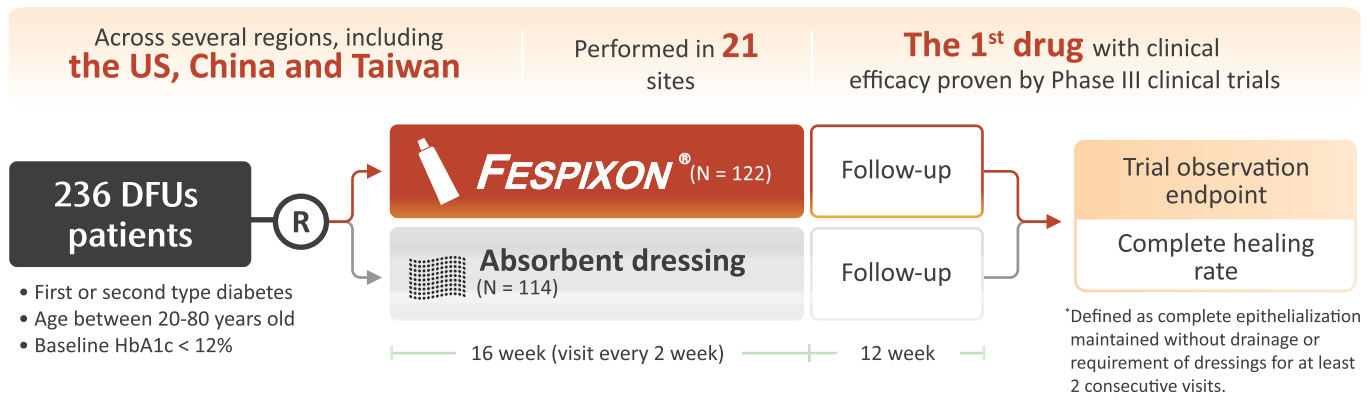 Across several regions, including
the US, China and Taiwan
Performed in 21
sites
The 1st drug with clinical
efficacy proven by Phase III clinical trials
236 DFUs
patients
R
• First or second type diabetes
• Age between 20-80 years old
• Baseline HbA1c < 12%
FESPIXON® (N = 122)
Follow-up
Absorbent dressing
(N = 114)
Follow-up
16 week (visit every 2 week)
12 week
Trial observation
endpoint
Complete healing
rate
*Defined as complete epithelialization
maintained without drainage or
requirement of dressings for at least
2 consecutive visits.